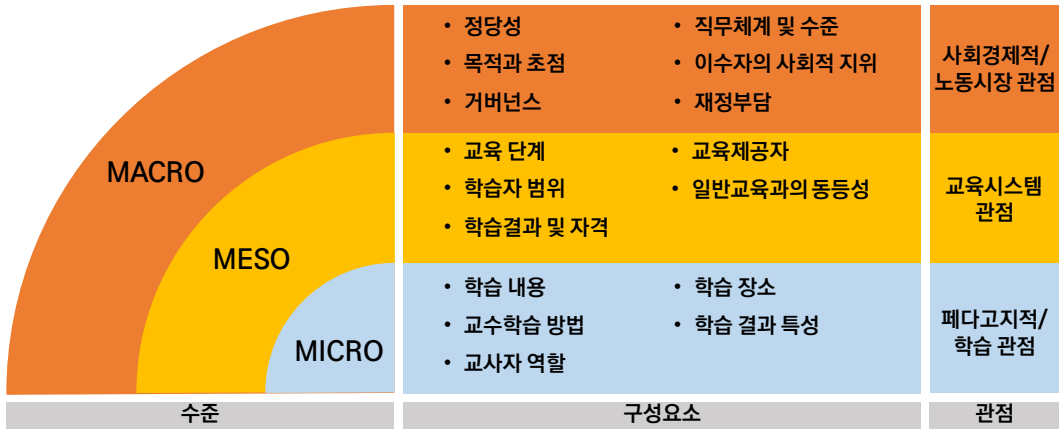 MACRO
MESO
MICRO
• 정당성
• 목적과 초점
• 거버넌스
• 직무체계 및 수준
• 이수자의 사회적 지위
• 재정부담
사회경제적/
노동시장 관점
• 교육 단계
• 학습자 범위
• 학습결과 및 자격
• 교육제공자
• 일반교육과의 동등성
교육시스템
관점
• 학습 내용
• 교수학습 방법
• 교사자 역할
• 학습 장소
• 학습 결과 특성
페다고지적/
학습 관점
수준
구성요소
관점